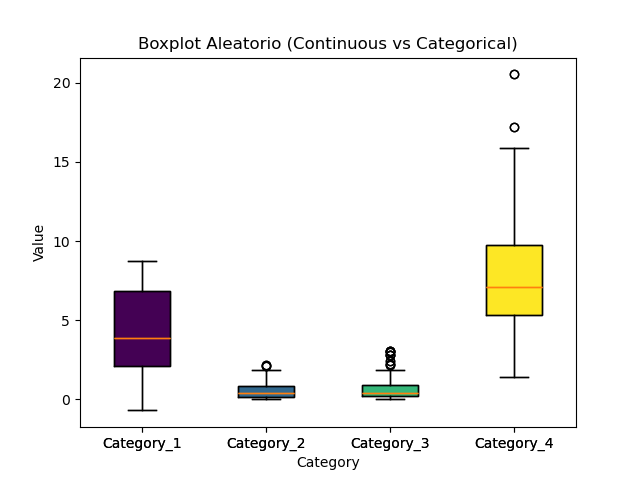 Boxplot Aleatorio (Continuous vs Categorical)
20
15
10
5
0
Value
Category_1 Category_2 Category_3 Category_4
Category